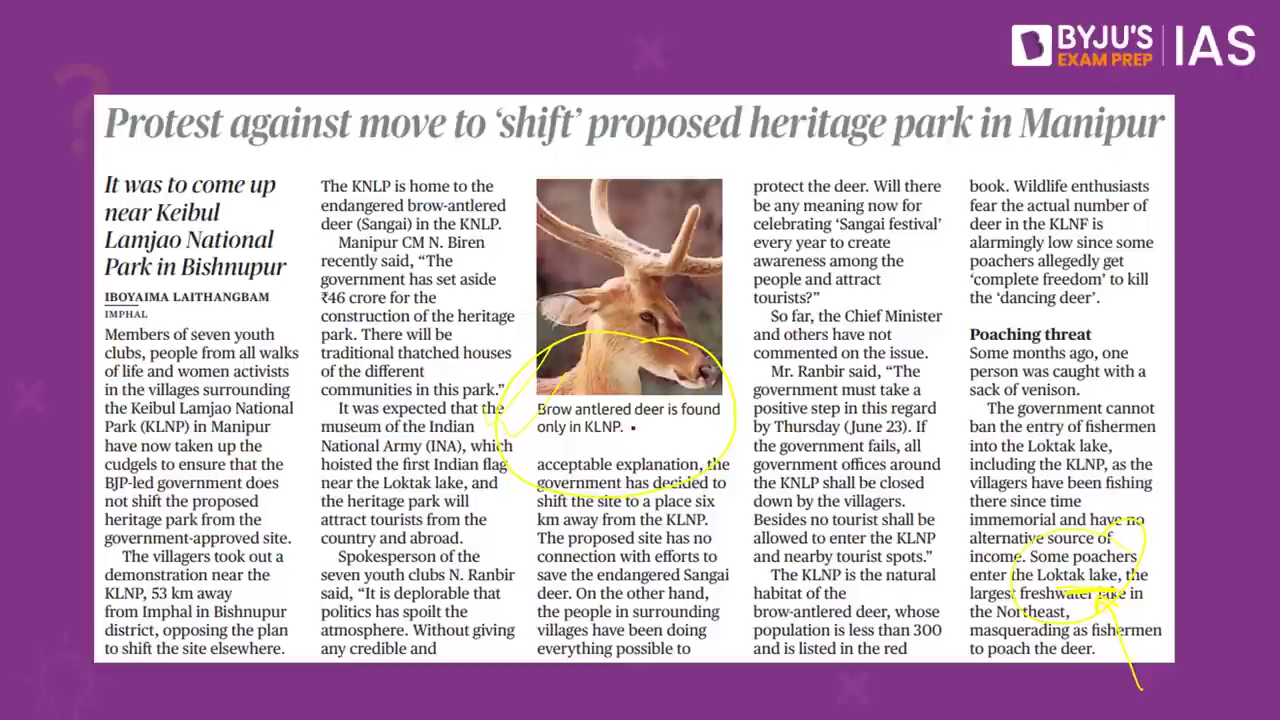 BYJU'S
EXAM PREP
IAS
Protest against move to ‘shift’ proposed heritage park in Manipur
It was to come up
near Keibul
Lamjao National
Park in Bishnupur
IBOYAIMA LAITHANGBAM
IMPHAL
Members of seven youth
clubs, people from all walks
of life and women activists
in the villages surrounding
the Keibul Lamjao National
Park (KLNP) in Manipur
have now taken up the
cudgels to ensure that the
BJP-led government does
not shift the proposed
heritage park from the
government-approved site.
The villagers took out a
demonstration near the
KLNP, 53 km away
from Imphal in Bishnupur
district, opposing the plan
to shift the site elsewhere.
The KNLP is home to the
endangered brow-antlered
deer (Sangai) in the KNLP.
Manipur CM N. Biren
recently said, “The
government has set aside
₹46 crore for the
construction of the heritage
park. There will be
traditional thatched houses
of the different
communities in this park.”
It was expected that the
museum of the Indian
National Army (INA), which
hoisted the first Indian flag
near the Loktak lake, and
the heritage park will
attract tourists from the
country and abroad.
Spokesperson of the
seven youth clubs N. Ranbir
said, “It is deplorable that
politics has spoilt the
atmosphere. Without giving
any credible and
Brow antlered deer is found
only in KLNP.
acceptable explanation, the
government has decided to
shift the site to a place six
km away from the KLNP.
The proposed site has no
connection with efforts to
save the endangered Sangai
deer. On the other hand,
the people in surrounding
villages have been doing
everything possible to
protect the deer. Will there
be any meaning now for
celebrating ‘Sangai festival’
every year to create
awareness among the
people and attract
tourists?”
So far, the Chief Minister
and others have not
commented on the issue.
Mr. Ranbir said, “The
government must take a
positive step in this regard
by Thursday (June 23). If
the government fails, all
government offices around
the KNLP shall be closed
down by the villagers.
Besides no tourist shall be
allowed to enter the KLNP
and nearby tourist spots.”
The KLNP is the natural
habitat of the
brow-antlered deer, whose
population is less than 300
and is listed in the red
book. Wildlife enthusiasts
fear the actual number of
deer in the KLNF is
alarmingly low since some
poachers allegedly get
‘complete freedom’ to kill
the ‘dancing deer’.
Poaching threat
Some months ago, one
person was caught with a
sack of venison.
The government cannot
ban the entry of fishermen
into the Loktak lake,
including the KLNP, as the
villagers have been fishing
there since time
immemorial and have no
alternative source of
income. Some poachers
enter the Loktak lake, the
largest freshwater lake in
the Northeast,
masquerading as fishermen
to poach the deer.